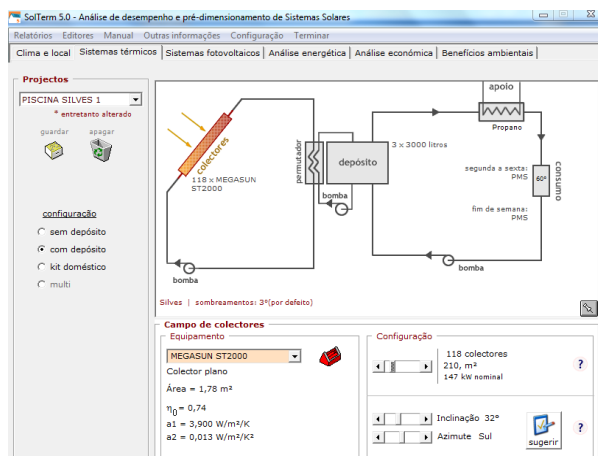 SolTerm 5.0 - Análise de desempenho e pré-dimensionamento de Sistemas Solares
Relatórios Editores Manual Outras informações Configuração Terminar
Clima e local Sistemas térmicos Sistemas fotovoltaicos Análise energética Análise económica Benefícios ambientais
Projectos
PISCINA SILVES 1
* entretanto alterado
guardar apagar
configuração
sem depósito
com depósito
kit doméstico
multi
colectores
118 x MEGASUN
ST2000
bomba
permutador
depósito
bomba
3 x 3000 litros
apoio
Propano
segunda a sexta:
PMS
60°
consumo
fim de semana:
PMS
bomba
Silves | sombreamentos: 3°(por defeito)
Campo de colectores
Equipamento
MEGASUN ST2000
Colector plano
Área = 1,78 m²
η0 = 0,74
a1 = 3,900 W/m²/K
a2 = 0,013 W/m²/K²
Configuração
118 colectores
210, m²
147 kW nominal
?
Inclinação 32°
Azimute Sul
sugerir
?